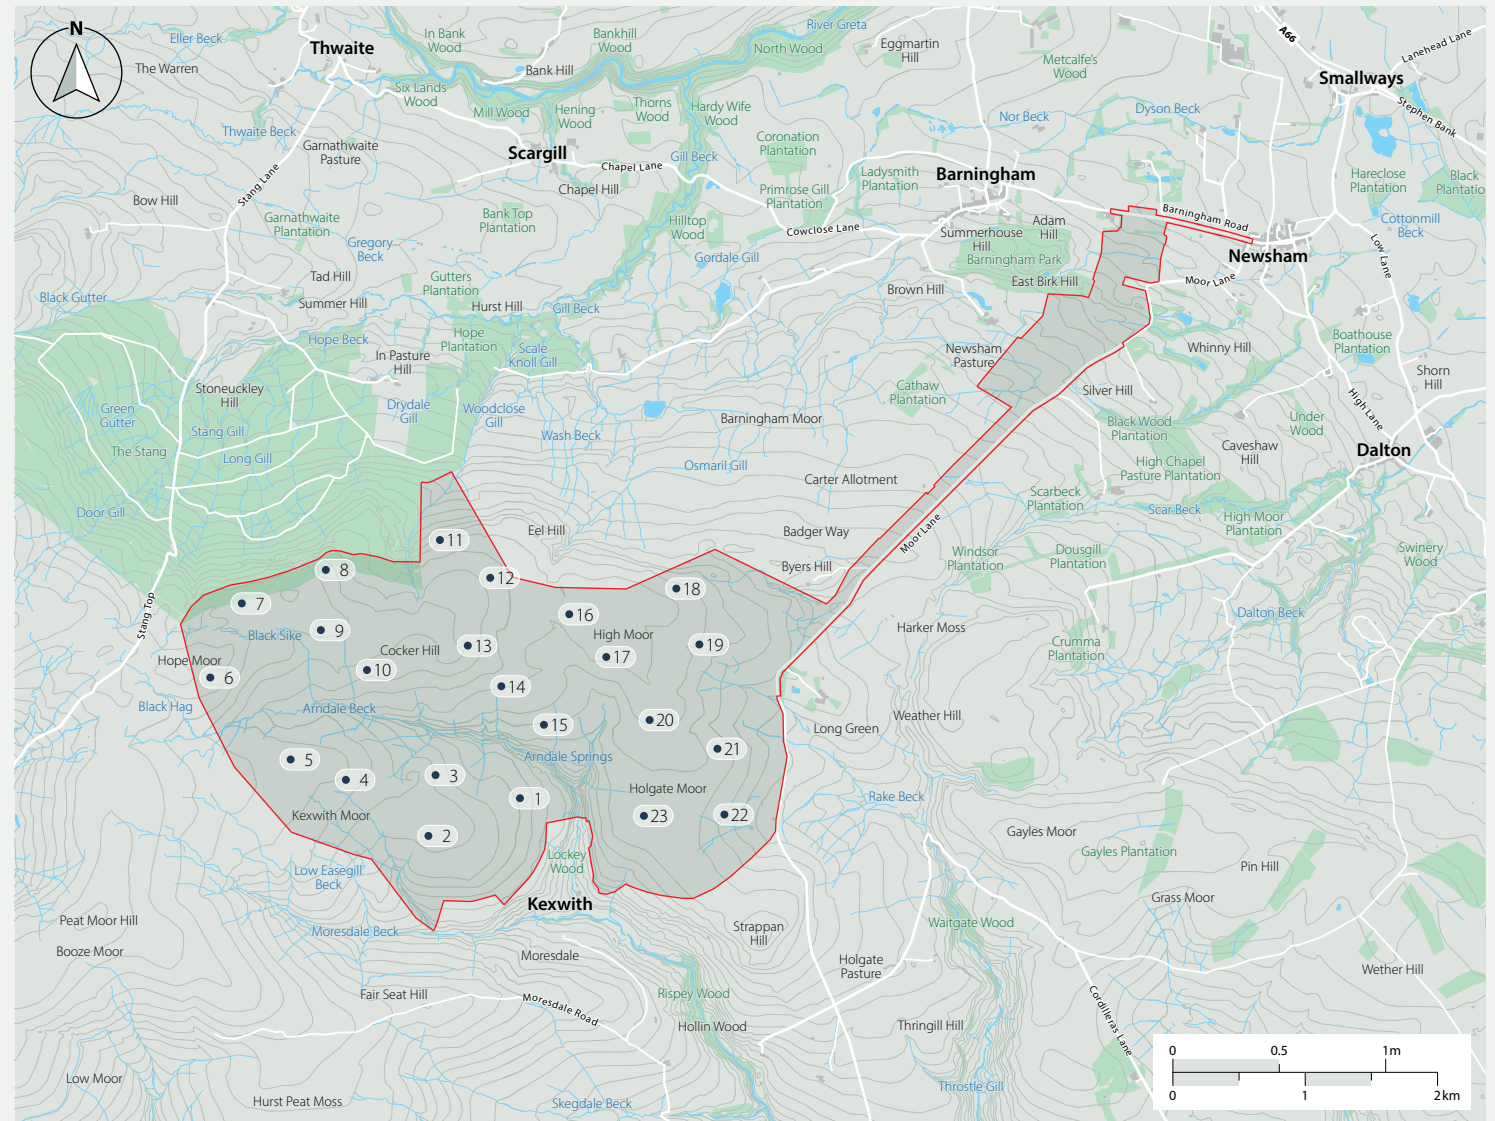 N
Eller Beck
The Warren
Thwaite
In Bank
Wood
Bankhill
Wood
River Greta
North Wood
Eggmartin
Hill
A66
Lanehead Lane
Smallways
Stephen Bank
Metcalfe's
Wood
Bank Hill
Six Lands
Wood
Mill Wood
Hening
Wood
Thorns
Wood
Hardy Wife
Wood
Nor Beck
Dyson Beck
Thwaite Beck
Garnathwaite
Pasture
Stang Lane
Scargill
Chapel Lane
Gill Beck
Coronation
Plantation
Ladysmith
Plantation
Barningham
Hareclose
Plantation
Black
Plantatio
Chapel Hill
Primrose Gill
Plantation
Bow Hill
Garnathwaite
Plantation
Bank Top
Plantation
Hilltop
Wood
Cowclose Lane
Summerhouse
Hill
Adam
Hill
Barningham Road
Cottonmill
Beck
Low Lane
Newsham
Gregory
Beck
Gordale Gill
Barningham Park
East Birk Hill
Moor Lane
Tad Hill
Gutters
Plantation
Brown Hill
Black Gutter
Summer Hill
Hurst Hill
Gill Beck
Hope Beck
Hope
Plantation
Scale
Knoll Gill
In Pasture
Hill
Newsham
Pasture
Whinny Hill
Boathouse
Plantation
Shorn
Hill
Stoneuckley
Hill
Cathaw
Plantation
Silver Hill
High Lane
Green
Gutter
Drydale
Gill
Woodclose
Gill
Barningham Moor
Black Wood
Plantation
Under
Wood
Stang Gill
Wash Beck
The Stang
Long Gill
Osmaril Gill
Caveshaw
Hill
Dalton
High Chapel
Pasture Plantation
Carter Allotment
Scarbeck
Plantation
Scar Beck
Door Gill
High Moor
Plantation
Eel Hill
Badger Way
Moor Lane
11
Windsor
Plantation
Dousgill
Plantation
Swinery
Wood
8
12
Byers Hill
18
7
Stang Top
16
Dalton Beck
Black Sike
9
High Moor
Harker Moss
Cocker Hill
13
19
Crumma
Plantation
Hope Moor
10
17
6
14
Black Hag
Arndale Beck
15
20
Weather Hill
Long Green
5
Arndale Springs
21
4
3
Holgate Moor
1
Rake Beck
Kexwith Moor
23
22
2
Gayles Moor
Gayles Plantation
Lockey
Wood
Pin Hill
Low Easegill
Beck
Kexwith
Grass Moor
Peat Moor Hill
Moresdale Beck
Strappan
Hill
Waitgate Wood
Booze Moor
Moresdale
Holgate
Pasture
Wether Hill
Fair Seat Hill
Rispey Wood
Moresdale Road
Cordilleras Lane
Hollin Wood
Thringill Hill
Low Moor
Throstle Gill
Hurst Peat Moss
Skegdale Beck
0 0.5 1m
0 1 2km